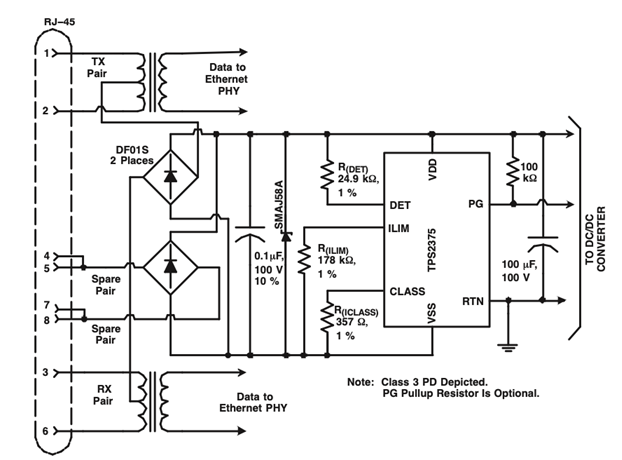 RJ–45
1
TX
Pair
2
Data to
Ethernet
PHY
DF01S
2 Places
4
5
Spare
Pair
7
8
Spare
Pair
3
RX
Pair
6
Data to
Ethernet PHY
0.1μF,
100 V
10 %
SMAJ58A
R(DET)
24.9 kΩ,
1 %
R(ILIM)
178 kΩ,
1 %
R(ICLASS)
357 Ω,
1 %
VDD
DET
PG
ILIM
TPS2375
CLASS
RTN
VSS
100
kΩ
100 μF,
100 V
TO DC/DC
CONVERTER
Note: Class 3 PD Depicted.
PG Pullup Resistor Is Optional.